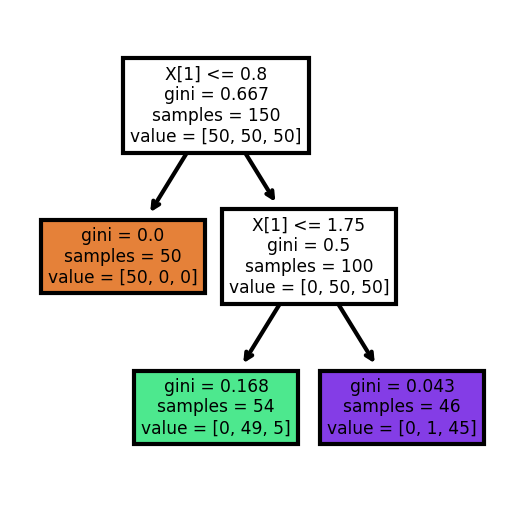 X[1] <= 0.8
gini = 0.667
samples = 150
value = [50, 50, 50]
gini = 0.0
samples = 50
value = [50, 0, 0]
X[1] <= 1.75
gini = 0.5
samples = 100
value = [0, 50, 50]
gini = 0.168
samples = 54
value = [0, 49, 5]
gini = 0.043
samples = 46
value = [0, 1, 45]